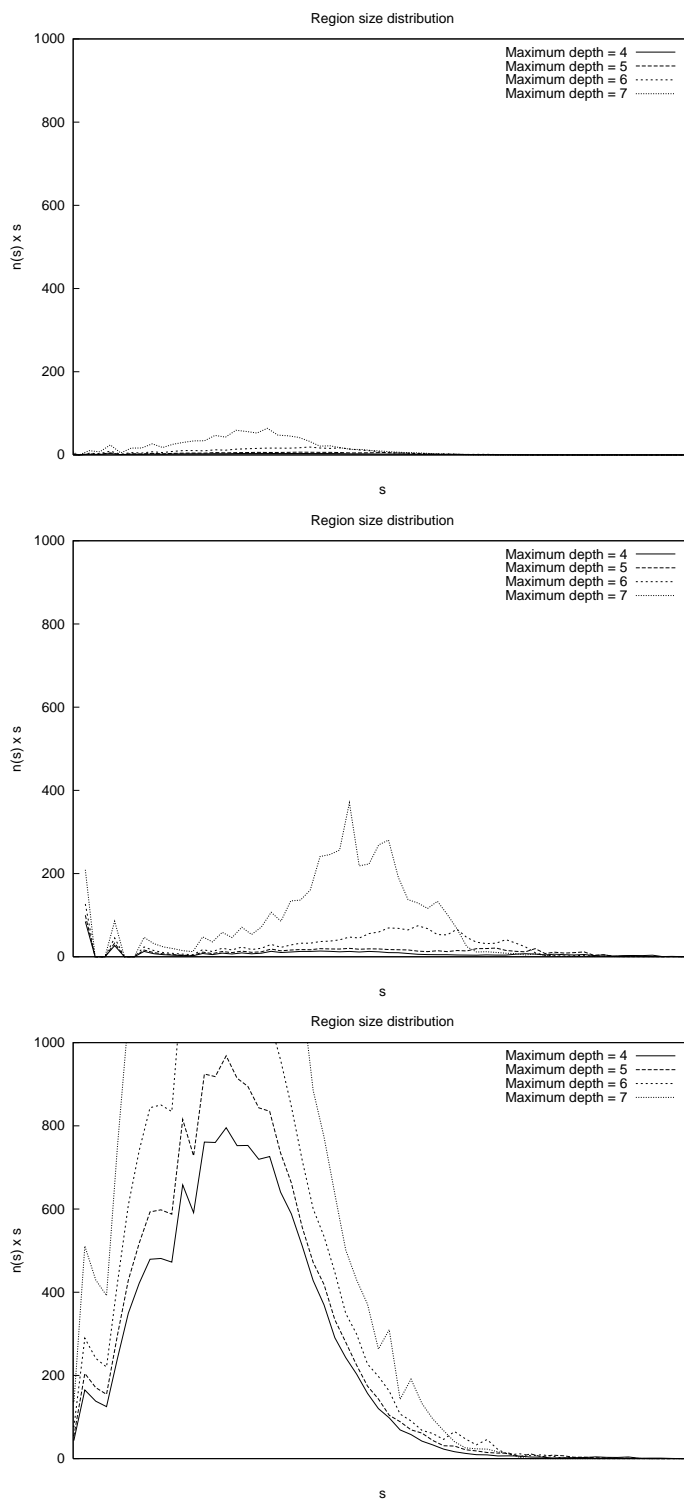 Region size distribution
1000
800
600
400
200
0
n(s) x s
s
Maximum depth = 4
Maximum depth = 5
Maximum depth = 6
Maximum depth = 7
Region size distribution
1000
800
600
400
200
0
n(s) x s
s
Maximum depth = 4
Maximum depth = 5
Maximum depth = 6
Maximum depth = 7
Region size distribution
1000
800
600
400
200
0
n(s) x s
s
Maximum depth = 4
Maximum depth = 5
Maximum depth = 6
Maximum depth = 7